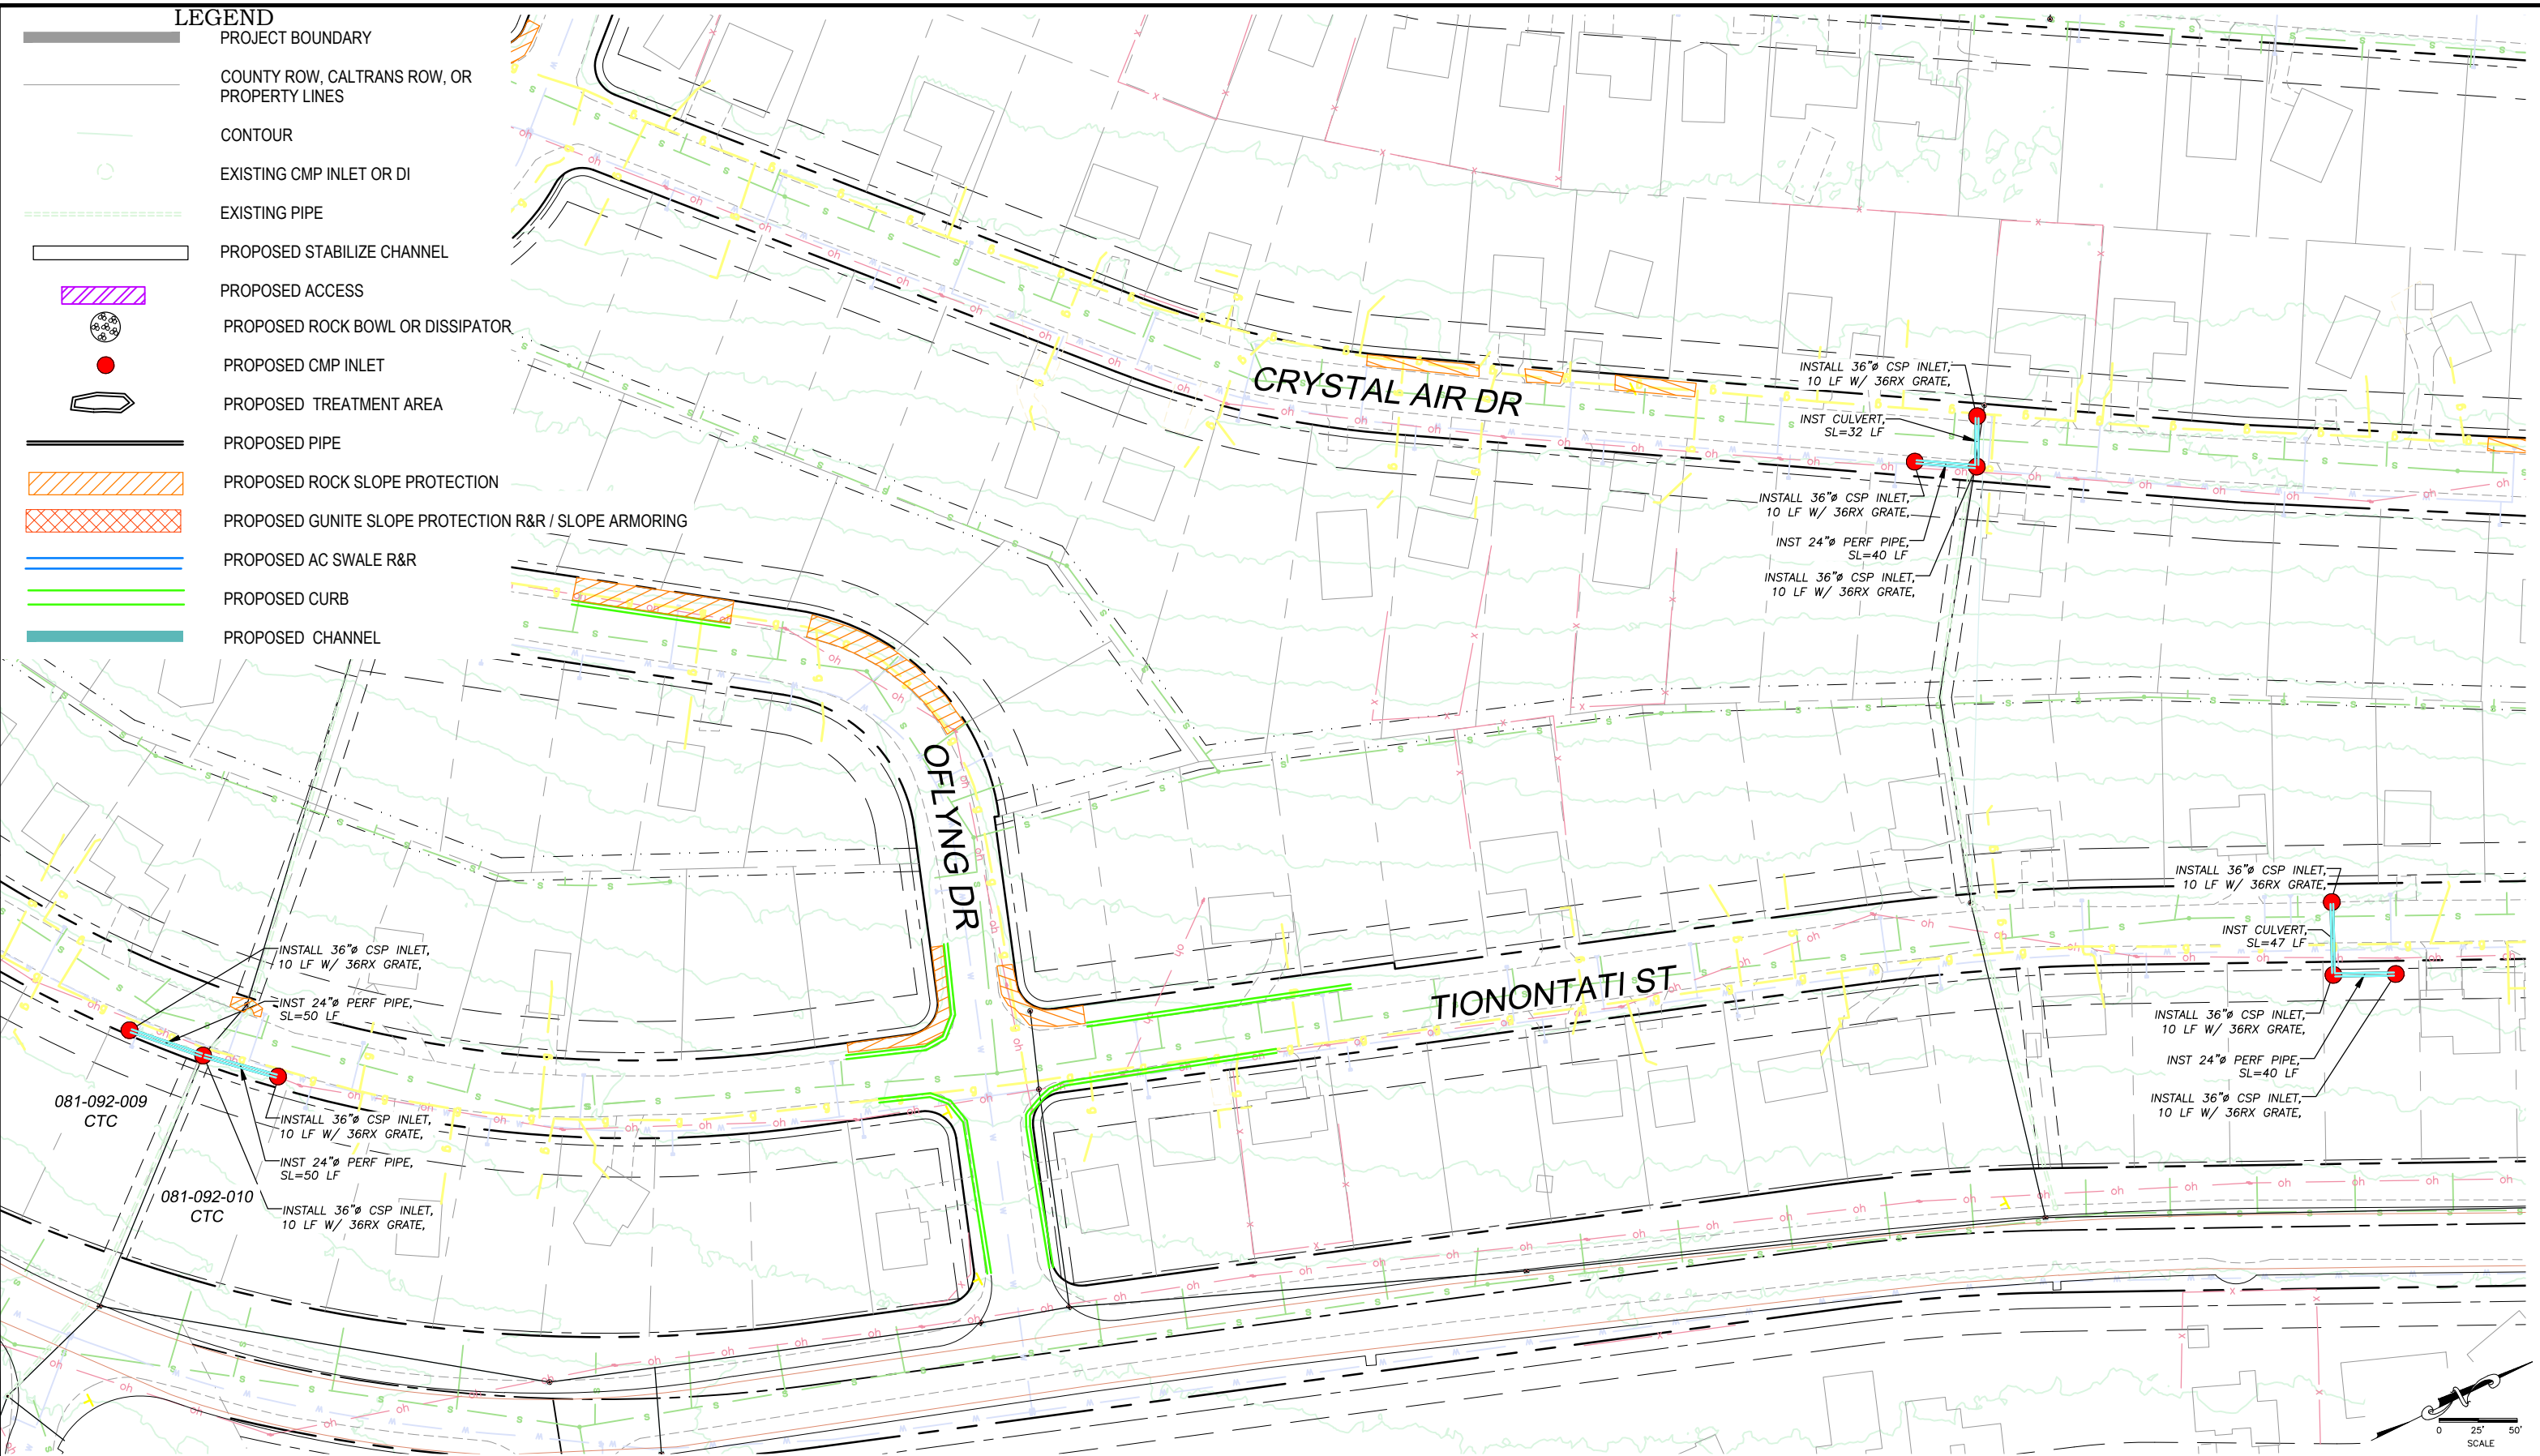 LEGEND
PROJECT BOUNDARY
COUNTY ROW, CALTRANS ROW, OR
PROPERTY LINES
CONTOUR
EXISTING CMP INLET OR DI
EXISTING PIPE
PROPOSED STABILIZE CHANNEL
PROPOSED ACCESS
PROPOSED ROCK BOWL OR DISSIPATOR
PROPOSED CMP INLET
PROPOSED TREATMENT AREA
PROPOSED PIPE
PROPOSED ROCK SLOPE PROTECTION
PROPOSED GUNITE SLOPE PROTECTION R&R / SLOPE ARMORING
PROPOSED AC SWALE R&R
PROPOSED CURB
PROPOSED CHANNEL
CRYSTAL AIR DR
INSTALL 36"ø CSP INLET,
10 LF W/ 36RX GRATE,
INST CULVERT,
SL=32 LF
INSTALL 36"ø CSP INLET,
10 LF W/ 36RX GRATE,
INST 24"ø PERF PIPE,
SL=40 LF
INSTALL 36"ø CSP INLET,
10 LF W/ 36RX GRATE,
OFLYNG DR
TIONONTATI ST
INSTALL 36"ø CSP INLET,
10 LF W/ 36RX GRATE,
INST CULVERT,
SL=47 LF
INSTALL 36"ø CSP INLET,
10 LF W/ 36RX GRATE,
INST 24"ø PERF PIPE,
SL=40 LF
INSTALL 36"ø CSP INLET,
10 LF W/ 36RX GRATE,
INSTALL 36"ø CSP INLET,
10 LF W/ 36RX GRATE,
INST 24"ø PERF PIPE,
SL=50 LF
081-092-009
CTC
INSTALL 36"ø CSP INLET,
10 LF W/ 36RX GRATE,
INST 24"ø PERF PIPE,
SL=50 LF
081-092-010
CTC
INSTALL 36"ø CSP INLET,
10 LF W/ 36RX GRATE,
0 25' 50'
SCALE